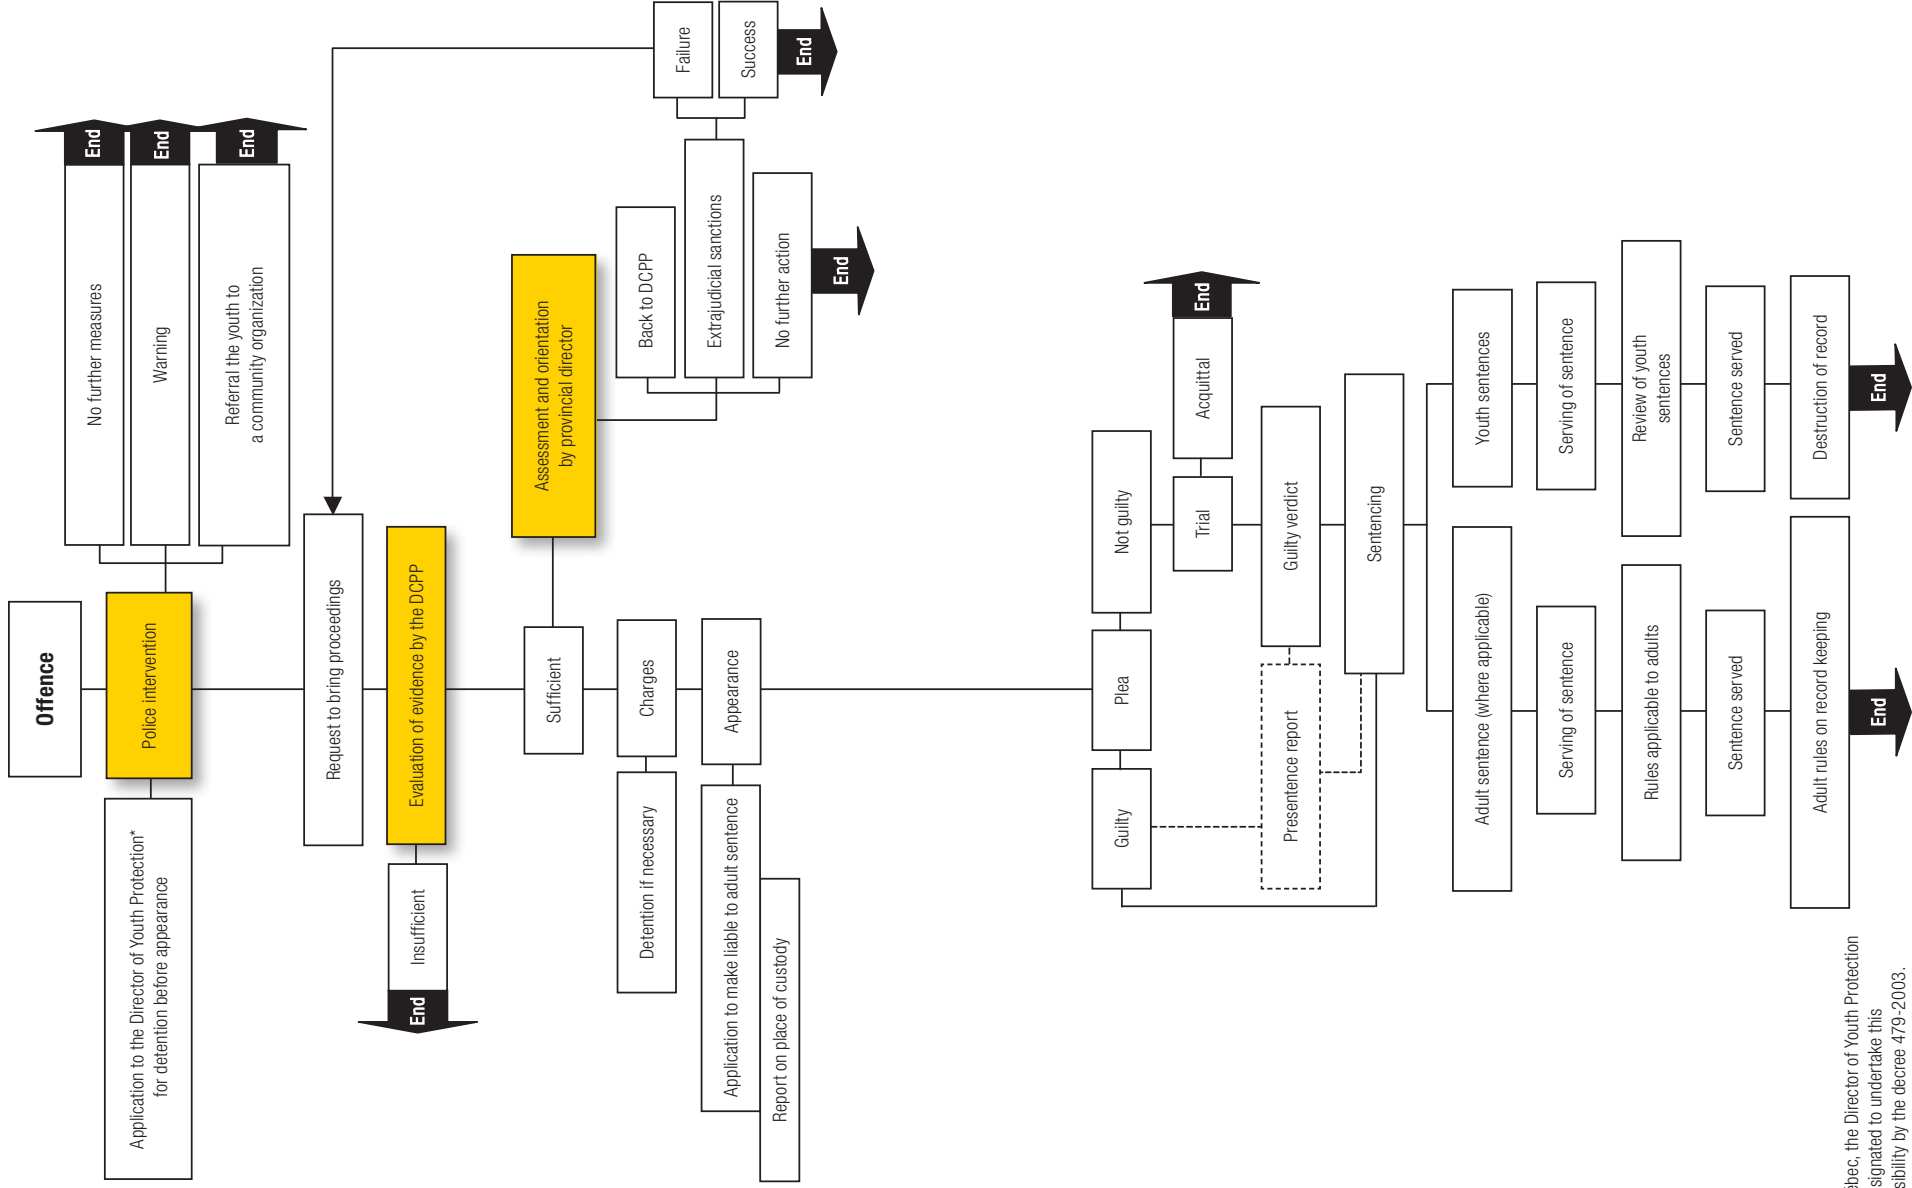 Offence
Police intervention
No further measures
End
Warning
End
Referral the youth to
a community organization
End
Application to the Director of Youth Protection*
for detention before appearance
Request to bring proceedings
Evaluation of evidence by the DCPP
Insufficient
End
Sufficient
Assessment and orientation
by provincial director
Back to DCPP
Extrajudicial sanctions
No further action
End
Failure
Success
End
Charges
Detention if necessary
Appearance
Application to make liable to adult sentence
Report on place of custody
Plea
Guilty
Not guilty
Trial
Acquittal
End
Guilty verdict
Presentence report
Sentencing
Adult sentence (where applicable)
Serving of sentence
Rules applicable to adults
Sentence served
Adult rules on record keeping
End
Youth sentences
Serving of sentence
Review of youth
sentences
Sentence served
Destruction of record
End
the Director of Youth Protection
to undertake this
by the decree 479-2003.